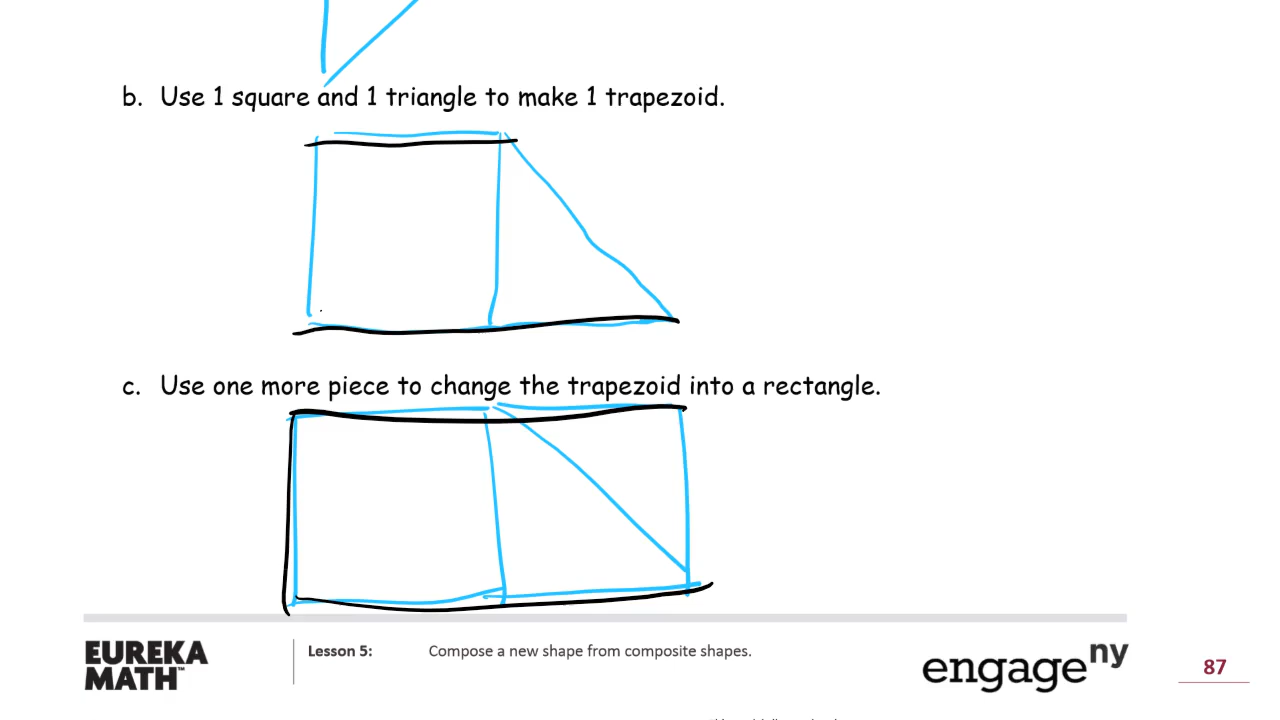 b. Use 1 square and 1 triangle to make 1 trapezoid.
c. Use one more piece to change the trapezoid into a rectangle.
EUREKA
MATH™
Lesson 5: Compose a new shape from composite shapes.
engage ny
87